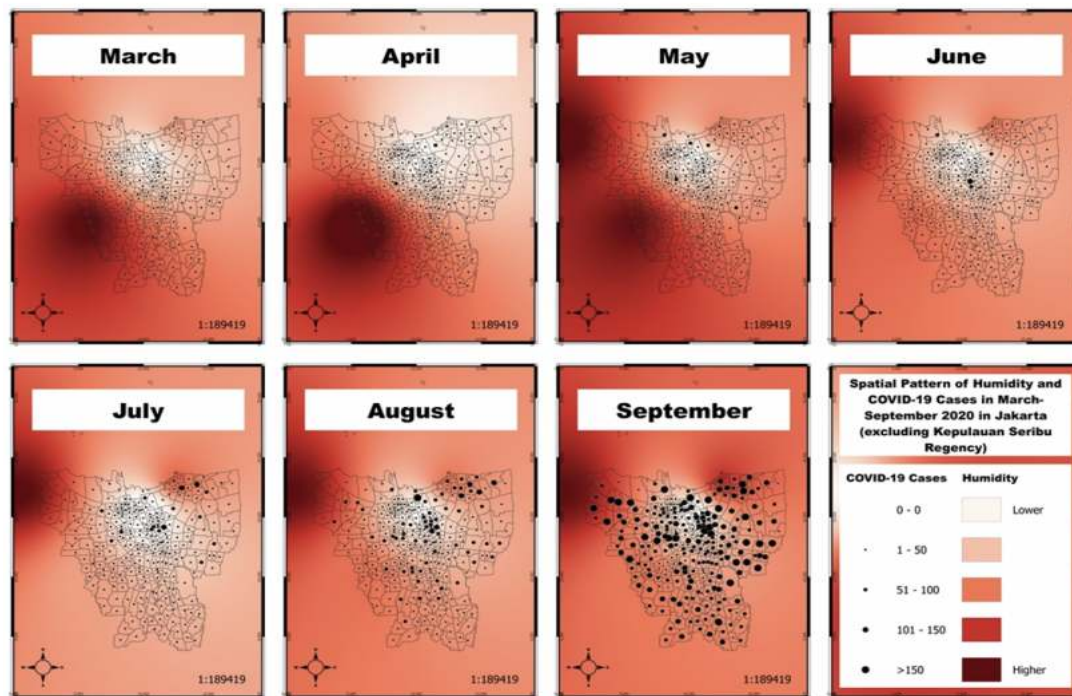 March
April
May
June
1:189419
1:189419
1:189419
1:189419
July
August
September
Spatial Pattern of Humidity and
COVID-19 Cases in March-
September 2020 in Jakarta
(excluding Kepulauan Seribu
Regency)
COVID-19 Cases Humidity
0 - 0 Lower
1 - 50
51 - 100
101 - 150
>150 Higher
1:189419
1:189419
1:189419